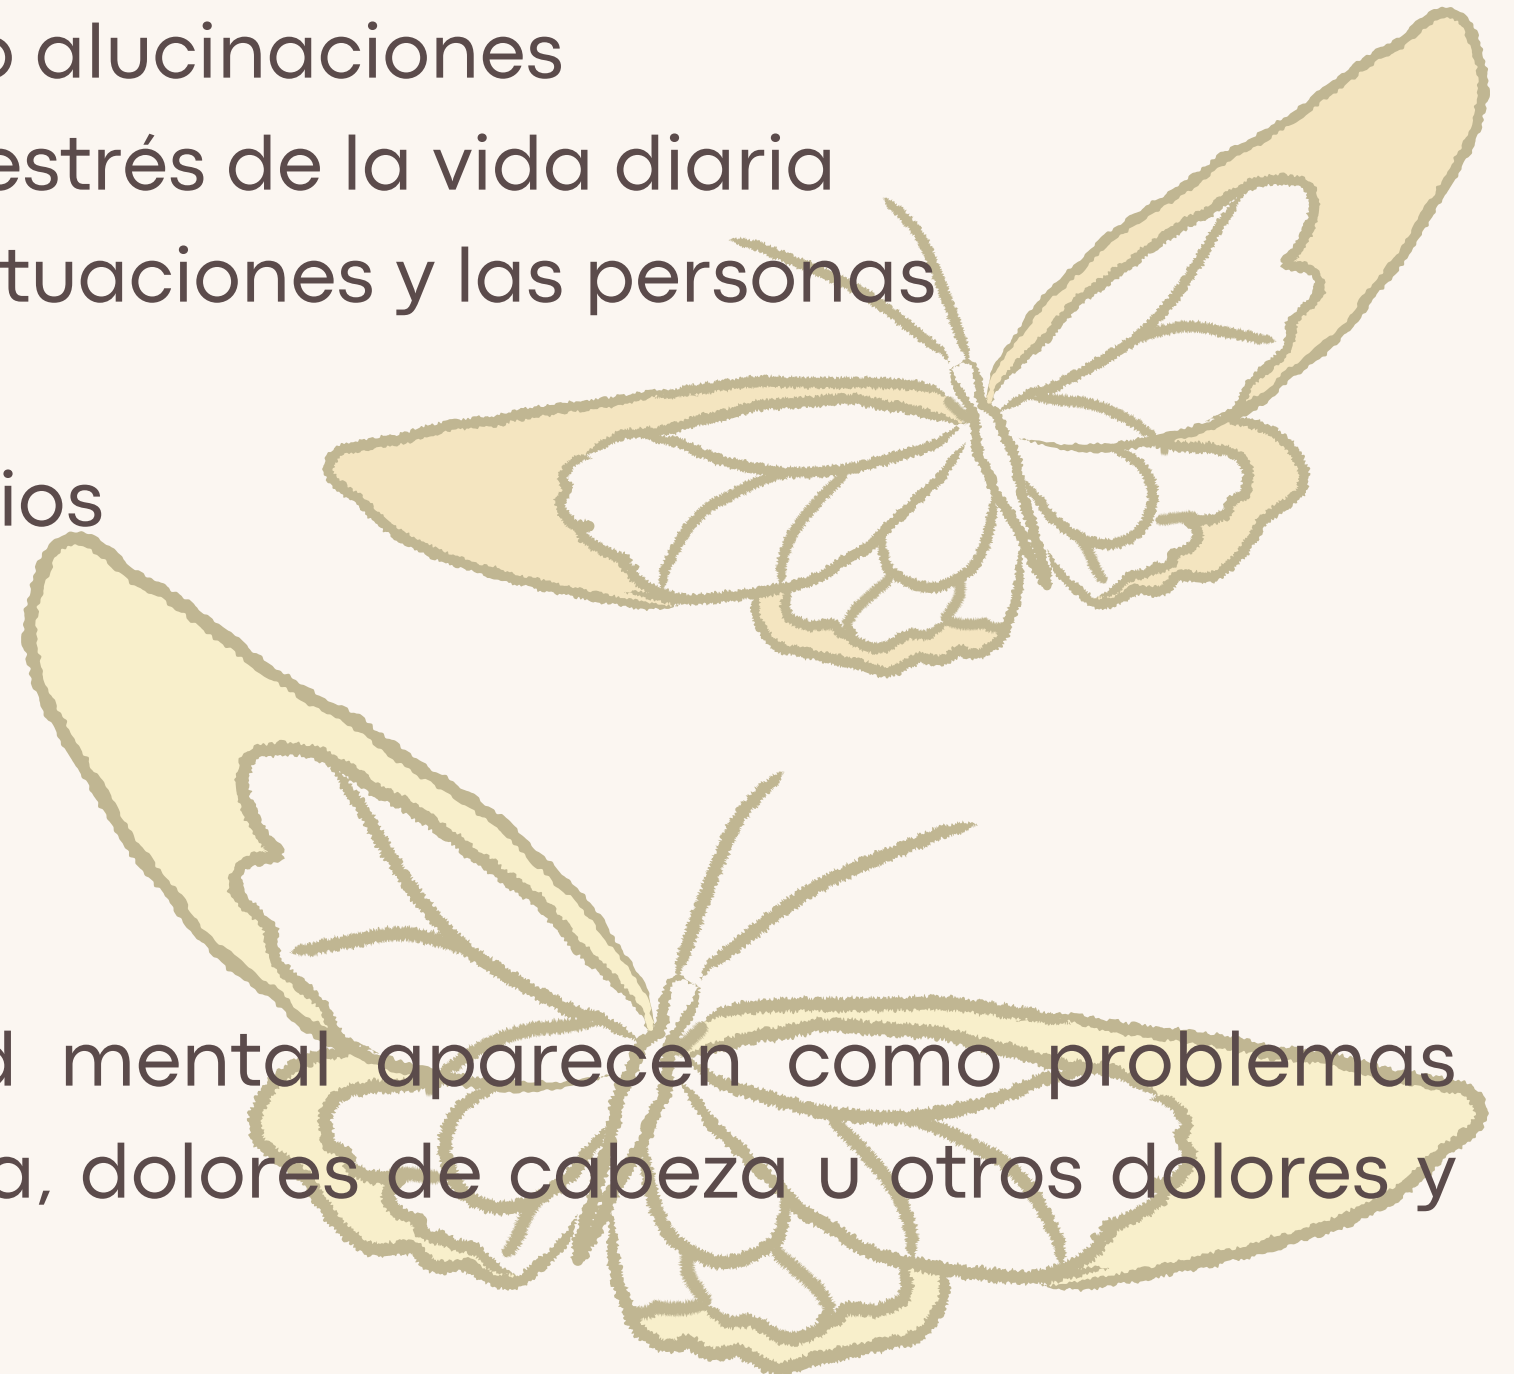 o alucinaciones
estrés de la vida diaria
tuaciones y las personas
ios
d mental aparecen como problemas
a, dolores de cabeza u otros dolores y